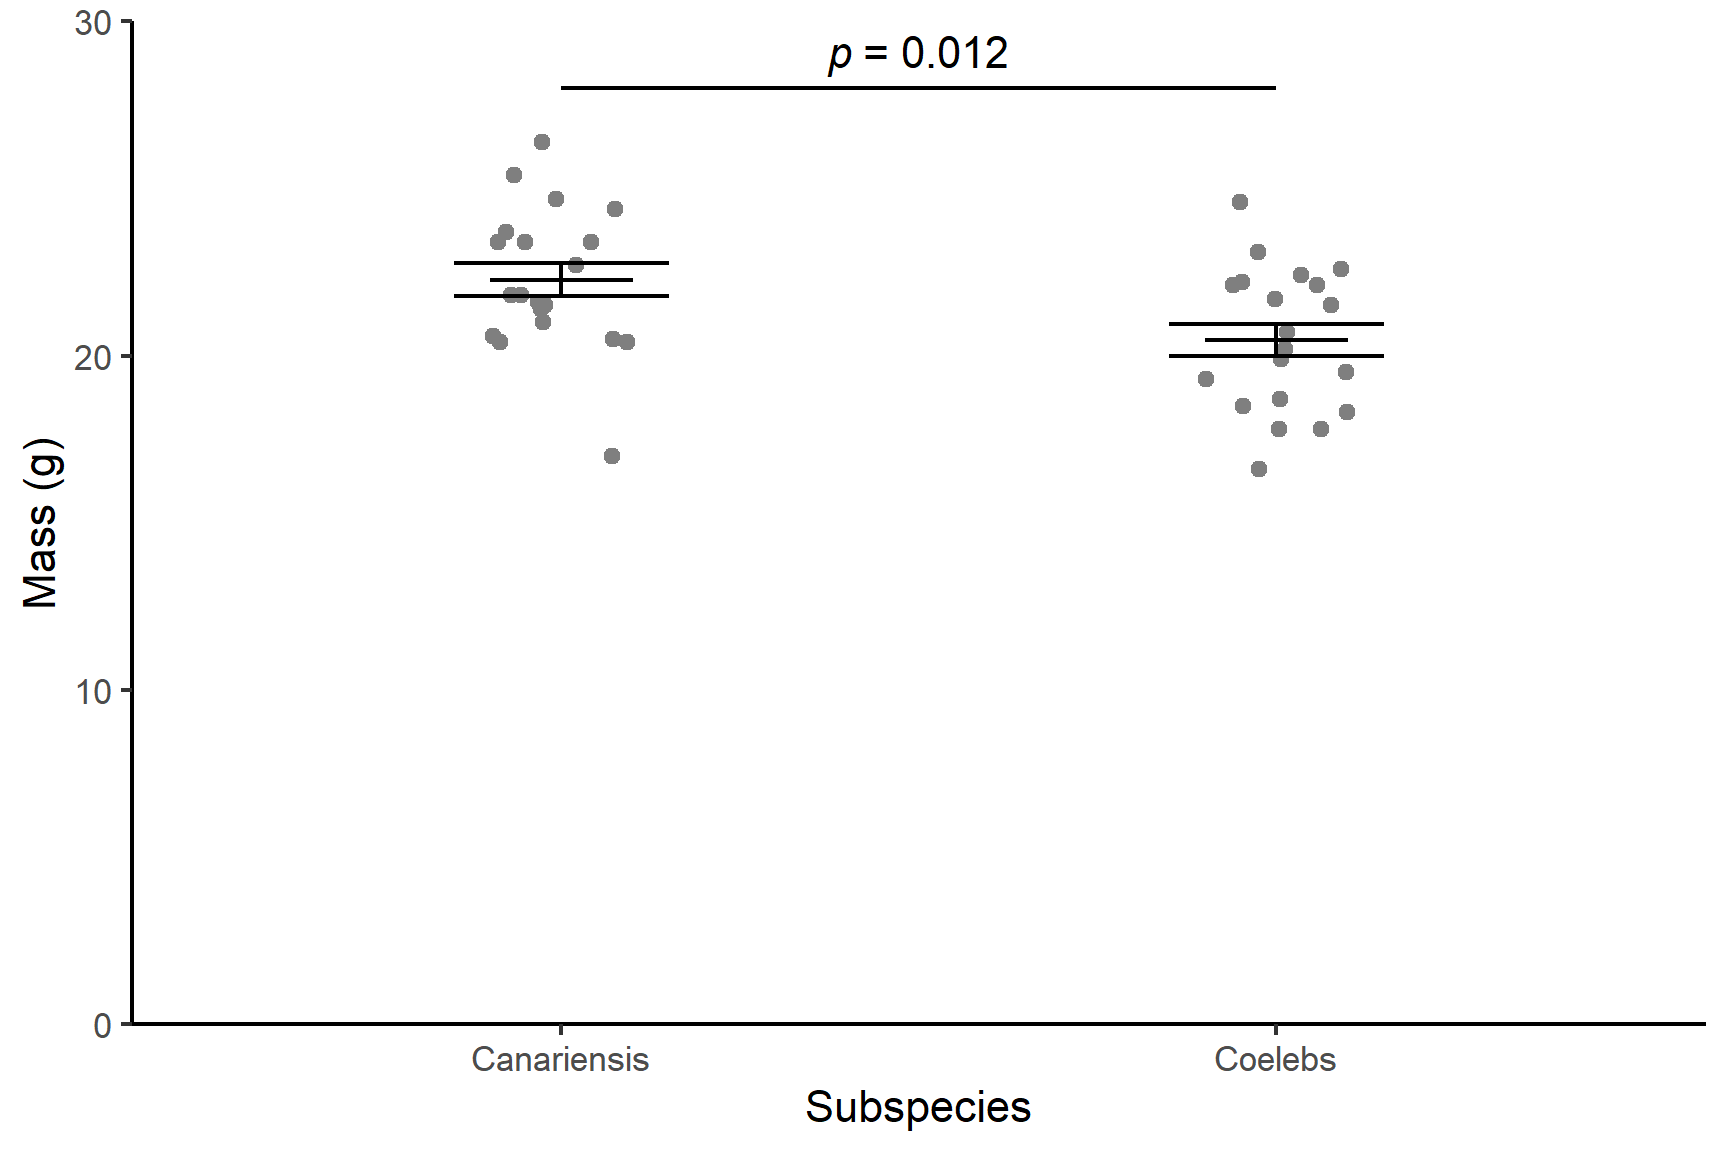 30
p = 0.012
20
10
0
Mass (g)
Canariensis
Coelebs
Subspecies